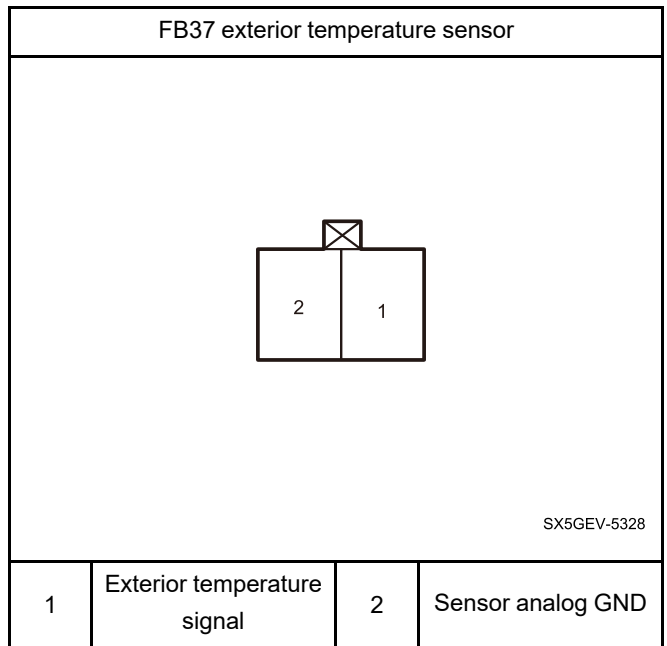 FB37 exterior temperature sensor
2
1
SX5GEV-5328
1
Exterior temperature
signal
2
Sensor analog GND